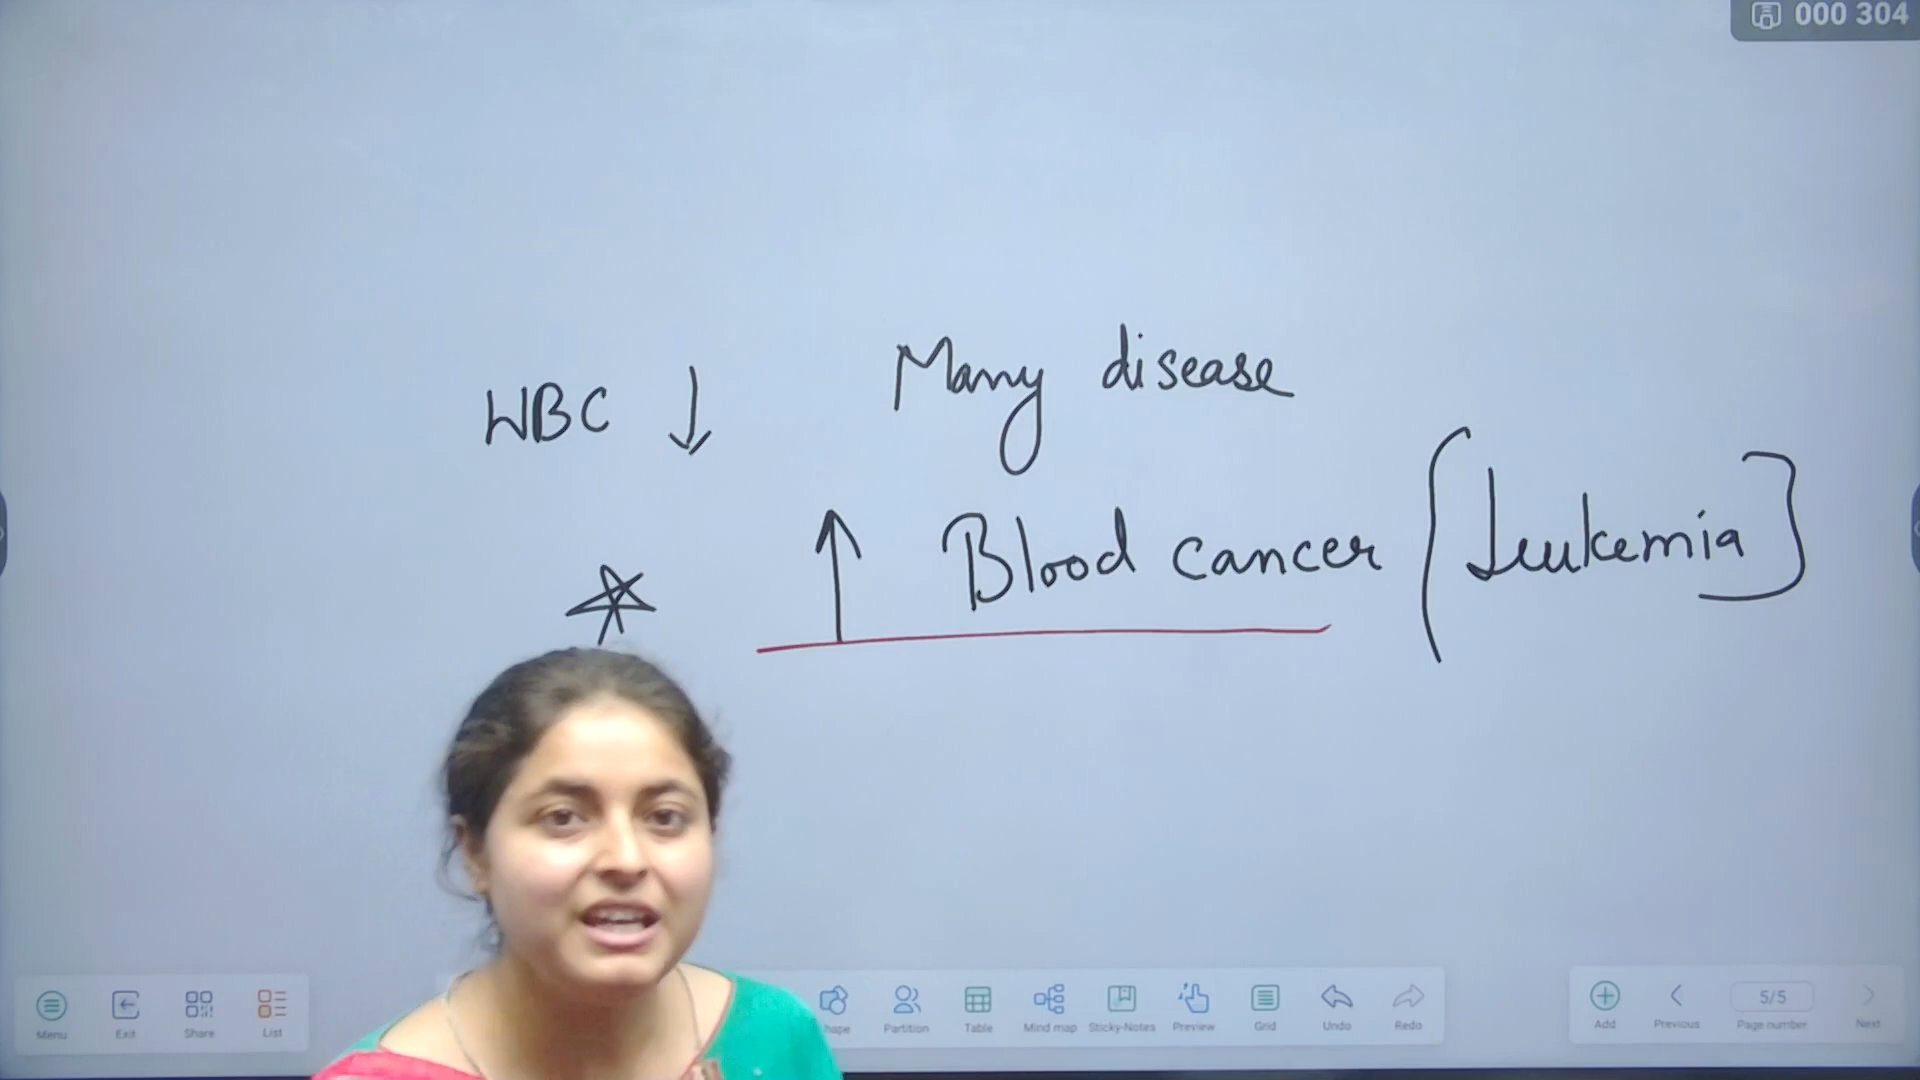 000 304
WBC ↓ Many disease
↑ Blood cancer (Leukemia]
Menu Exit Share List hape Partition Table Mind map Sticky-Notes Preview Grid Undo Redo Add Previous 5/5 Page number Next